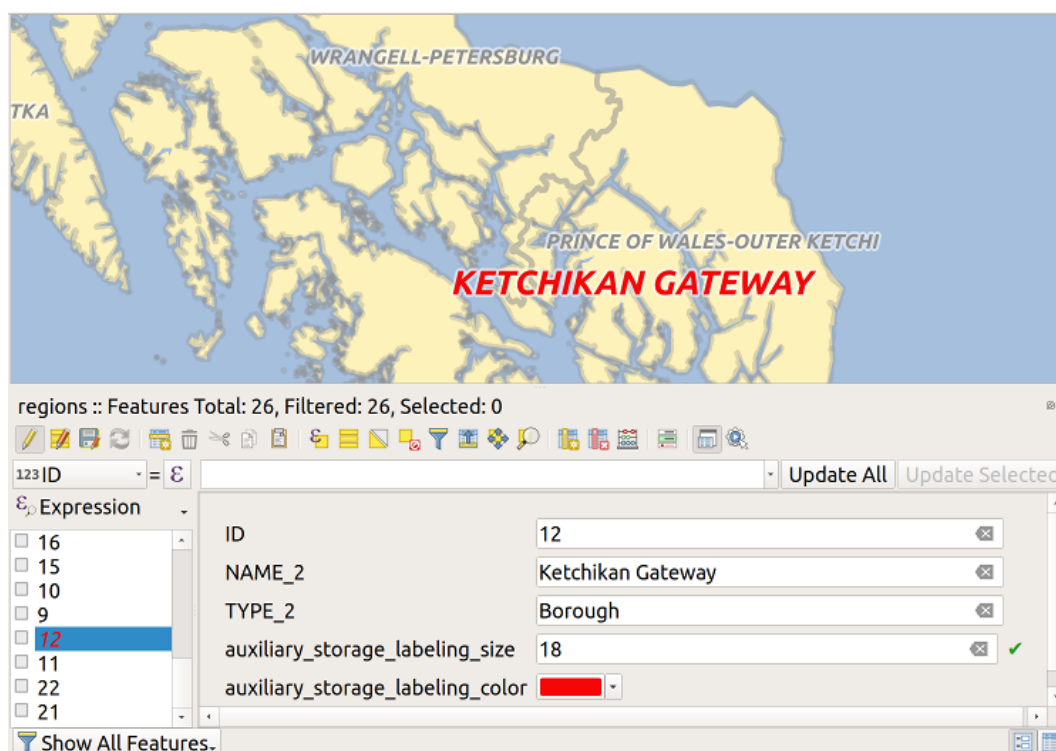 WRANGELL-PETERSBURG
TKA
PRINCE OF WALES-OUTER KETCHI
KETCHIKAN GATEWAY
regions :: Features Total: 26, Filtered: 26, Selected: 0
123 ID = ε Update All Update Selected
Expression
16
15
10
9
12
11
22
21
ID 12
NAME_2 Ketchikan Gateway
TYPE_2 Borough
auxiliary_storage_labeling_size 18
auxiliary_storage_labeling_color
Show All Features